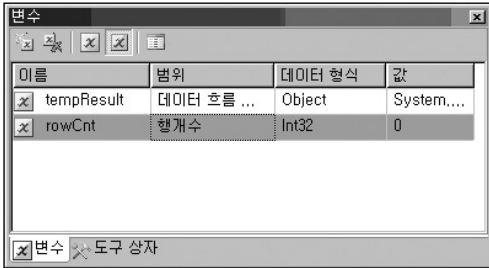 변수
이름 범위 데이터 형식 값
tempResult 데이터 흐름 ... Object System,...
rowCnt 행개수 Int32 0
변수 도구 상자